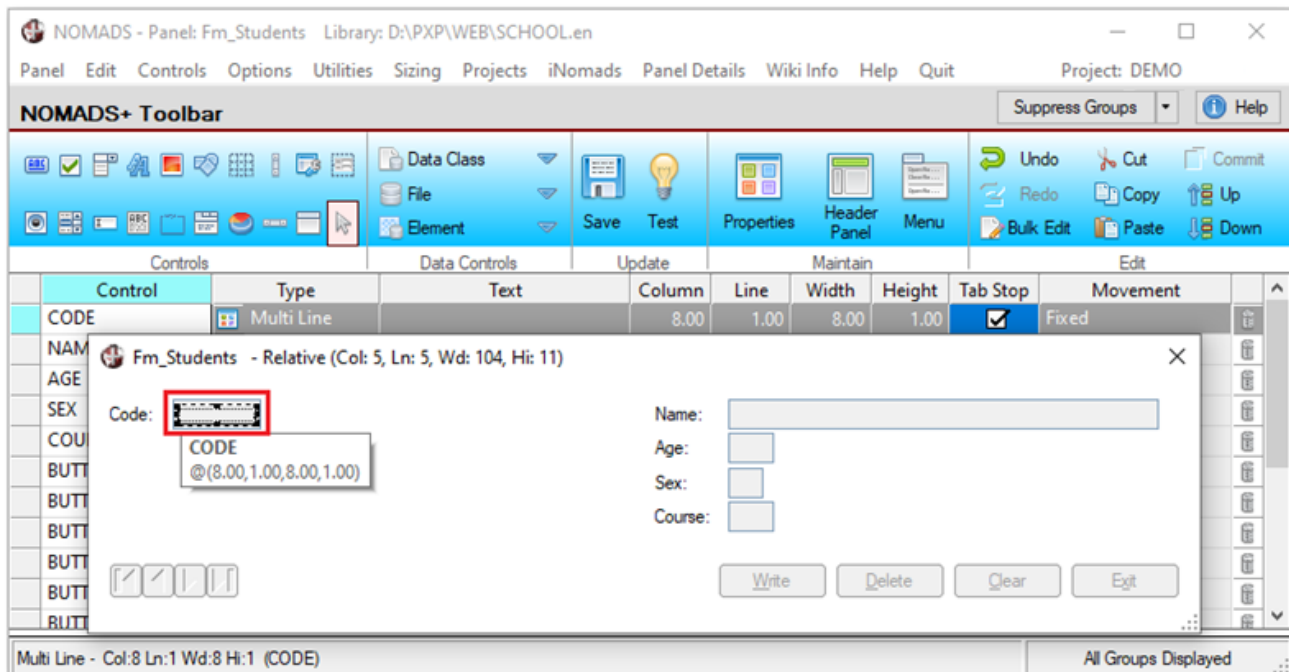 NOMADS - Panel: Fm_Students Library: D:\PXP\WEB\SCHOOL.en
Panel Edit Controls Options Utilities Sizing Projects iNomads Panel Details Wiki Info Help Quit Project: DEMO
NOMADS+ Toolbar Suppress Groups Help
Data Class Undo Cut Commit
File Redo Copy Up
Element Save Test Properties Header Panel Menu Bulk Edit Paste Down
Controls Data Controls Update Maintain Edit
Control Type Text Column Line Width Height Tab Stop Movement
CODE Multi Line 8.00 1.00 8.00 1.00 Fixed
NAM
Fm_Students - Relative (Col: 5, Ln: 5, Wd: 104, Hi: 11)
AGE
SEX Code: Name:
COU CODE Age:
BUTT @(8.00,1.00,8.00,1.00) Sex:
BUTT Course:
BUTT
BUTT Write Delete Clear Exit
BUTT
BUTT
Multi Line - Col:8 Ln:1 Wd:8 Hi:1 (CODE) All Groups Displayed